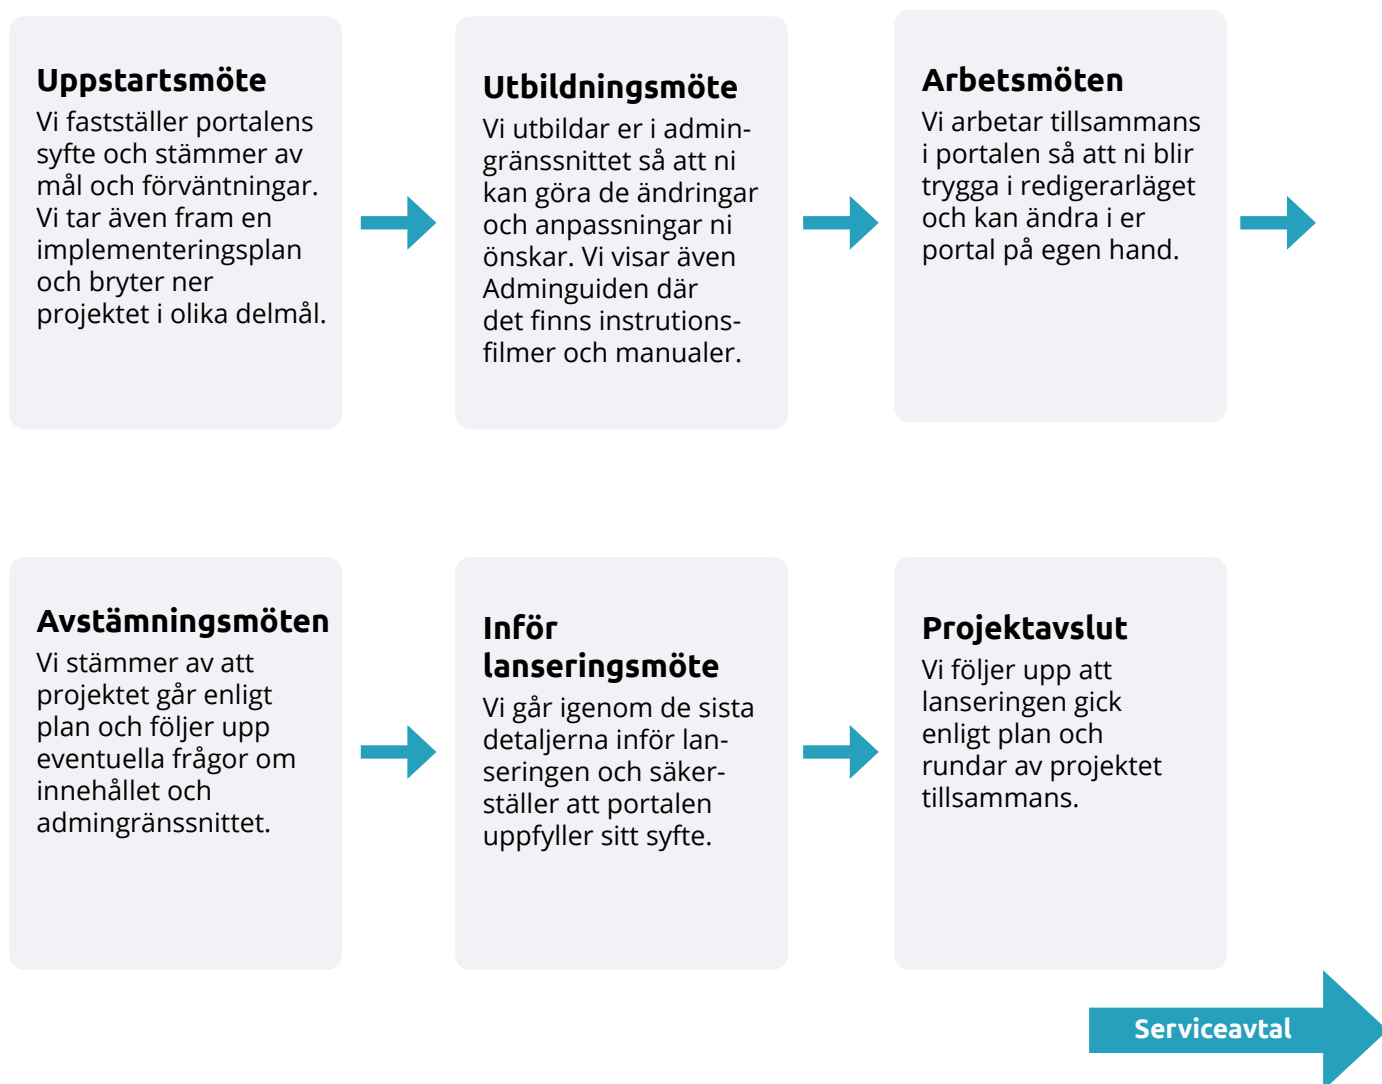 Uppstartsmöte
Vi fastställer portalens
syfte och stämmer av
mål och förväntningar.
Vi tar även fram en
implementeringsplan
och bryter ner
projektet i olika delmål.
Utbildningsmöte
Vi utbildar er i admin-
gränssnittet så att ni
kan göra de ändringar
och anpassningar ni
önskar. Vi visar även
Adminguiden där
det finns instrutions-
filmer och manualer.
Arbetsmöten
Vi arbetar tillsammans
i portalen så att ni blir
trygga i redigerarläget
och kan ändra i er
portal på egen hand.
Avstämningsmöten
Vi stämmer av att
projektet går enligt
plan och följer upp
eventuella frågor om
innehållet och
admingränssnittet.
Inför
lanseringsmöte
Vi går igenom de sista
detaljerna inför lan-
seringen och säker-
ställer att portalen
uppfyller sitt syfte.
Projektavslut
Vi följer upp att
lanseringen gick
enligt plan och
rundar av projektet
tillsammans.
Serviceavtal